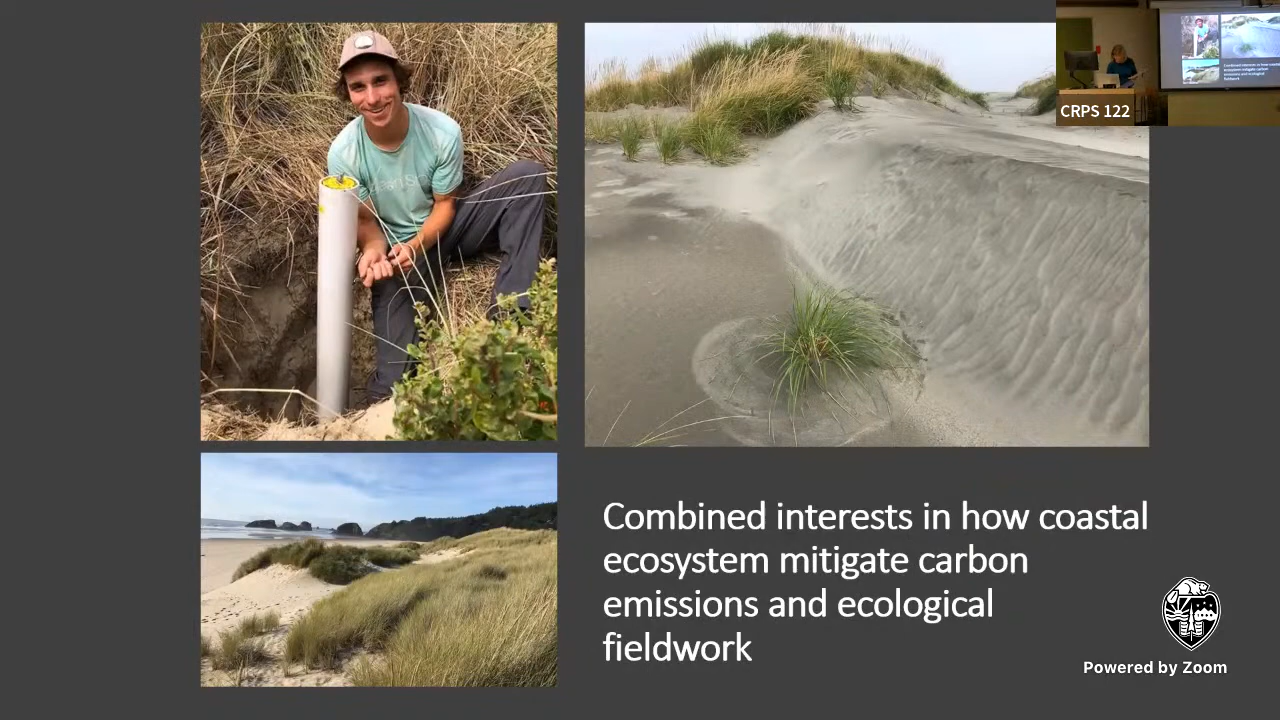 CRPS 122
Combined interests in how coastal
ecosystem mitigate carbon
emissions and ecological
fieldwork
Powered by Zoom